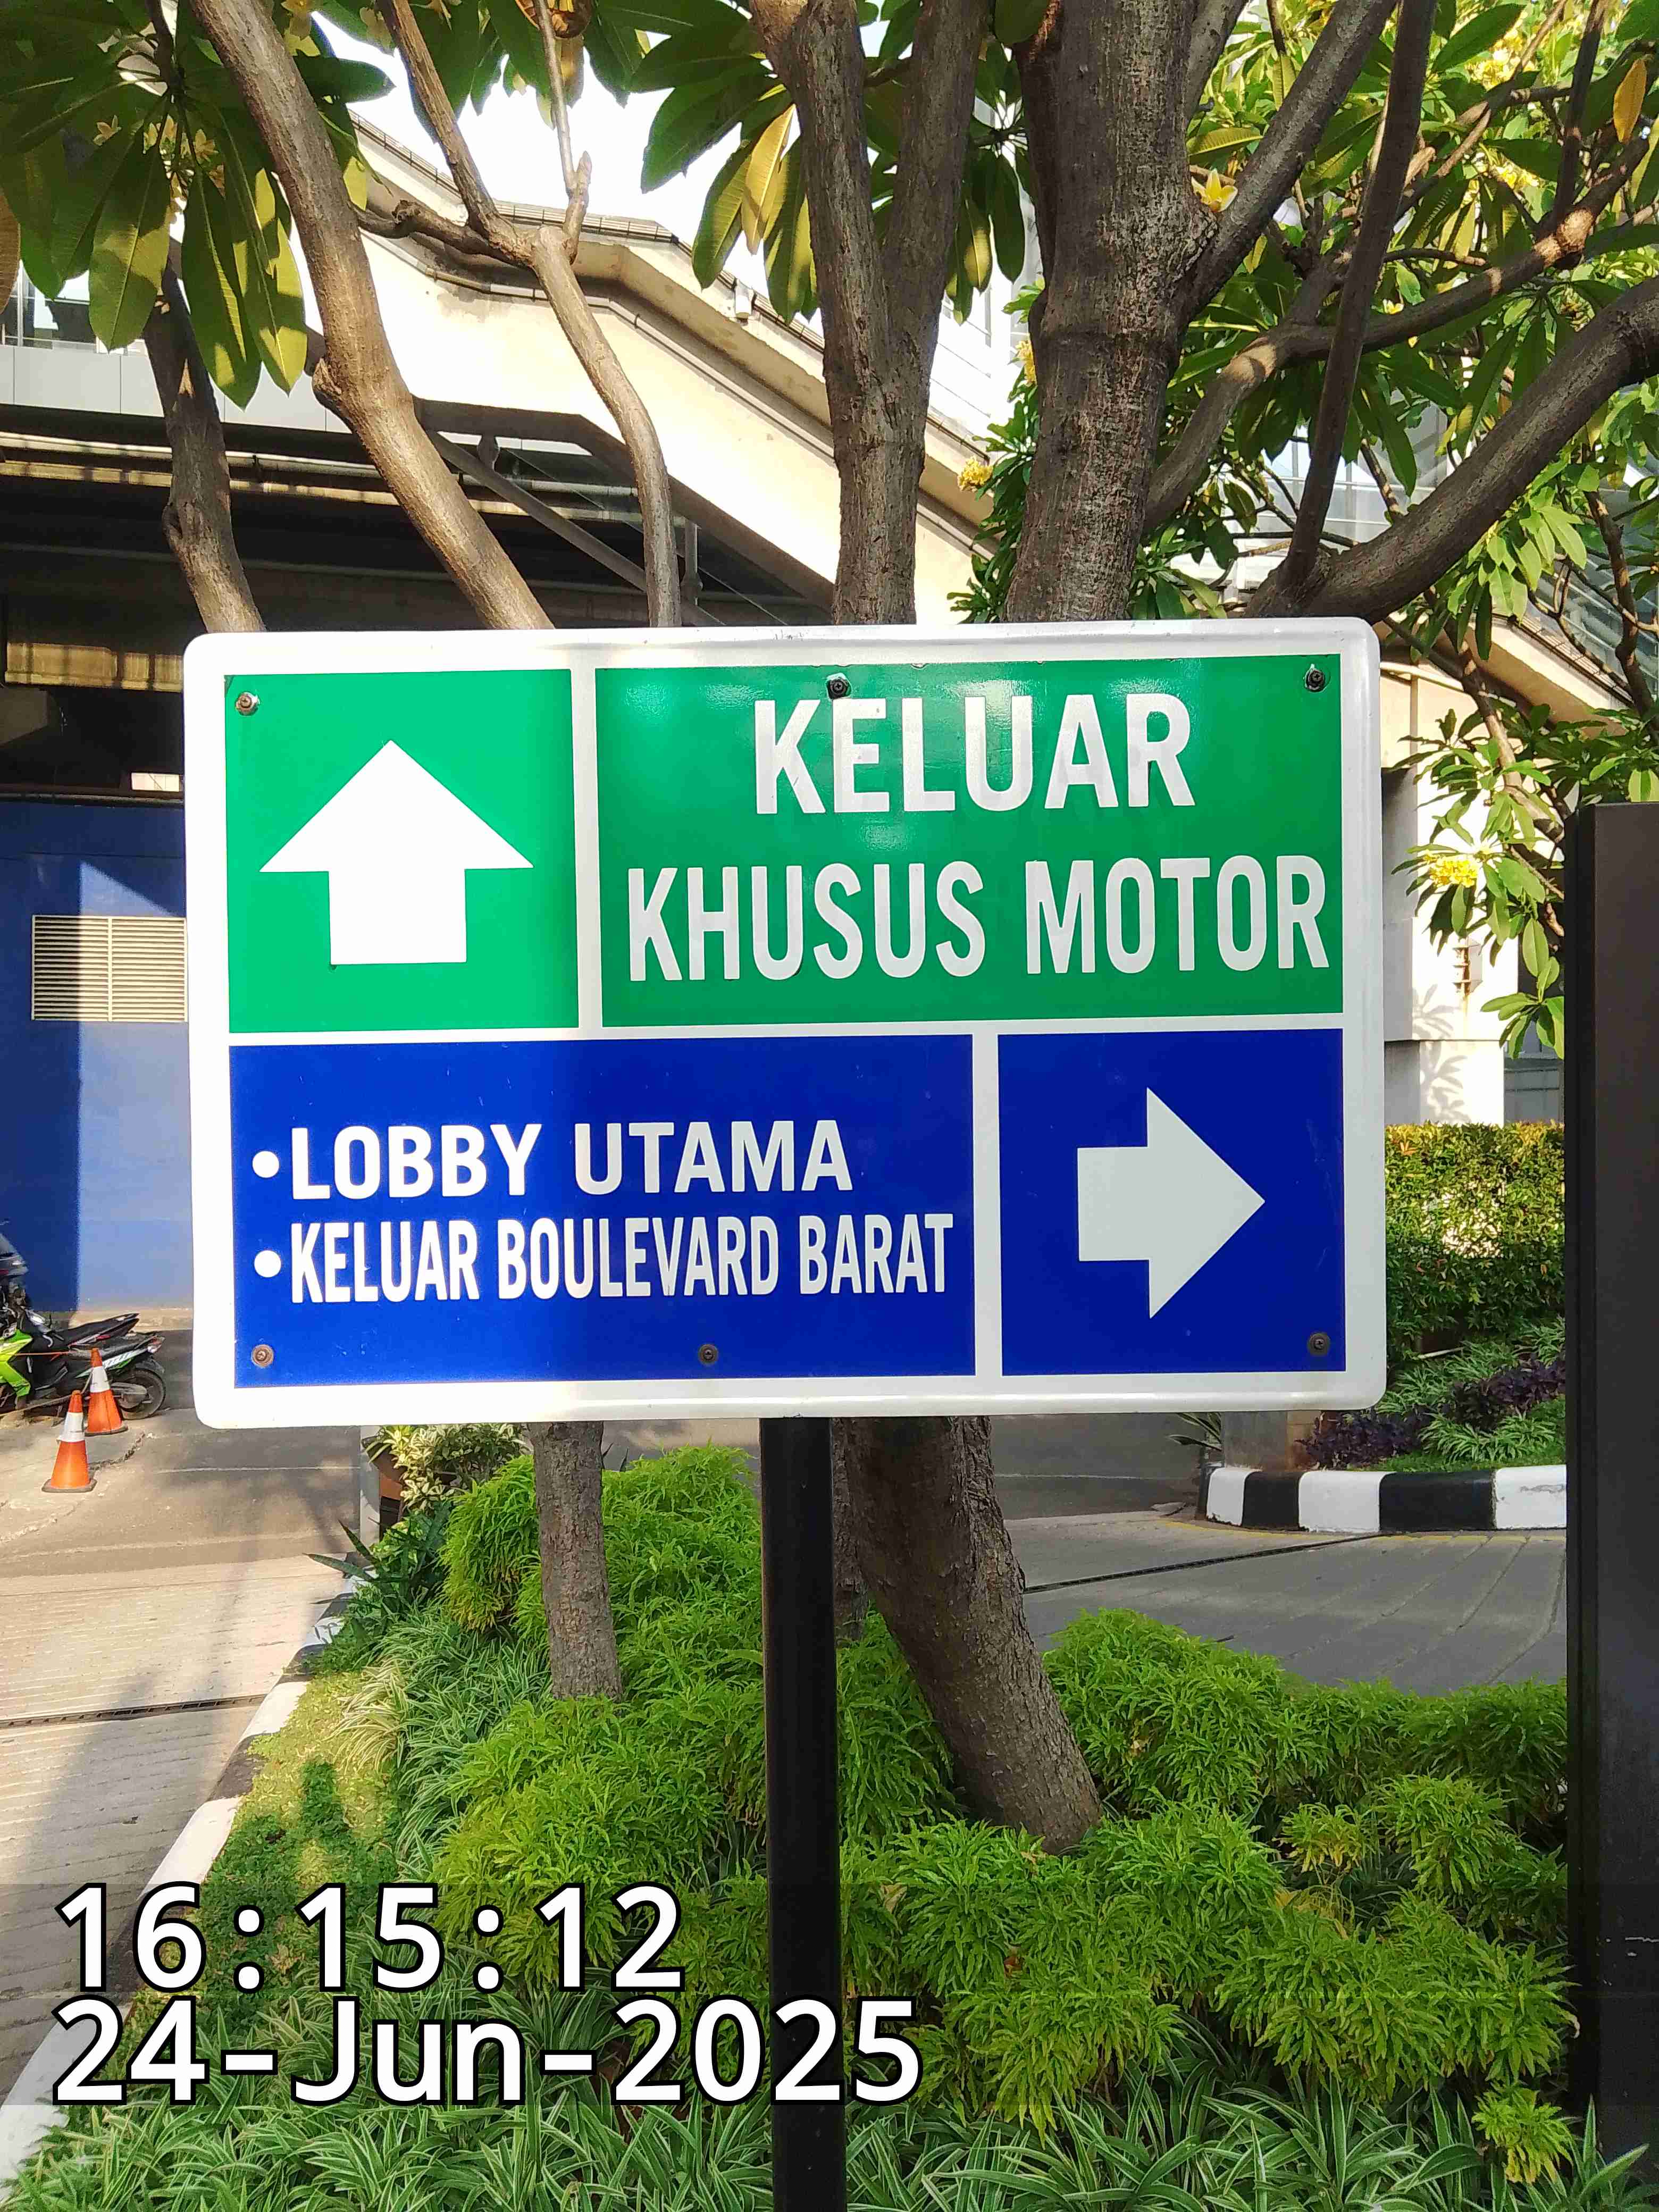 KELUAR
KHUSUS MOTOR
•LOBBY UTAMA
•KELUAR BOULEVARD BARAT
16:15:12
24-Jun-2025